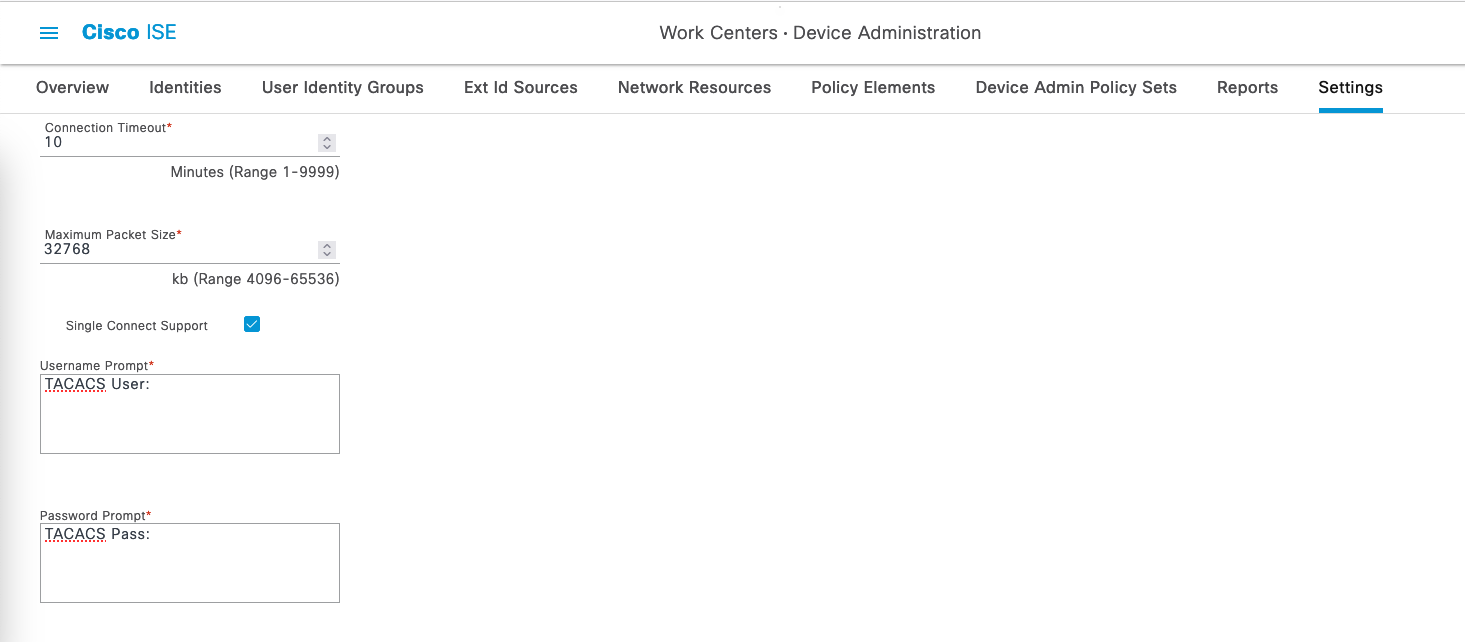 Cisco ISE
Work Centers · Device Administration
Overview Identities User Identity Groups Ext Id Sources Network Resources Policy Elements Device Admin Policy Sets Reports Settings
Connection Timeout*
10
Minutes (Range 1-9999)
Maximum Packet Size*
32768
kb (Range 4096-65536)
Single Connect Support
Username Prompt*
TACACS User:
Password Prompt*
TACACS Pass: